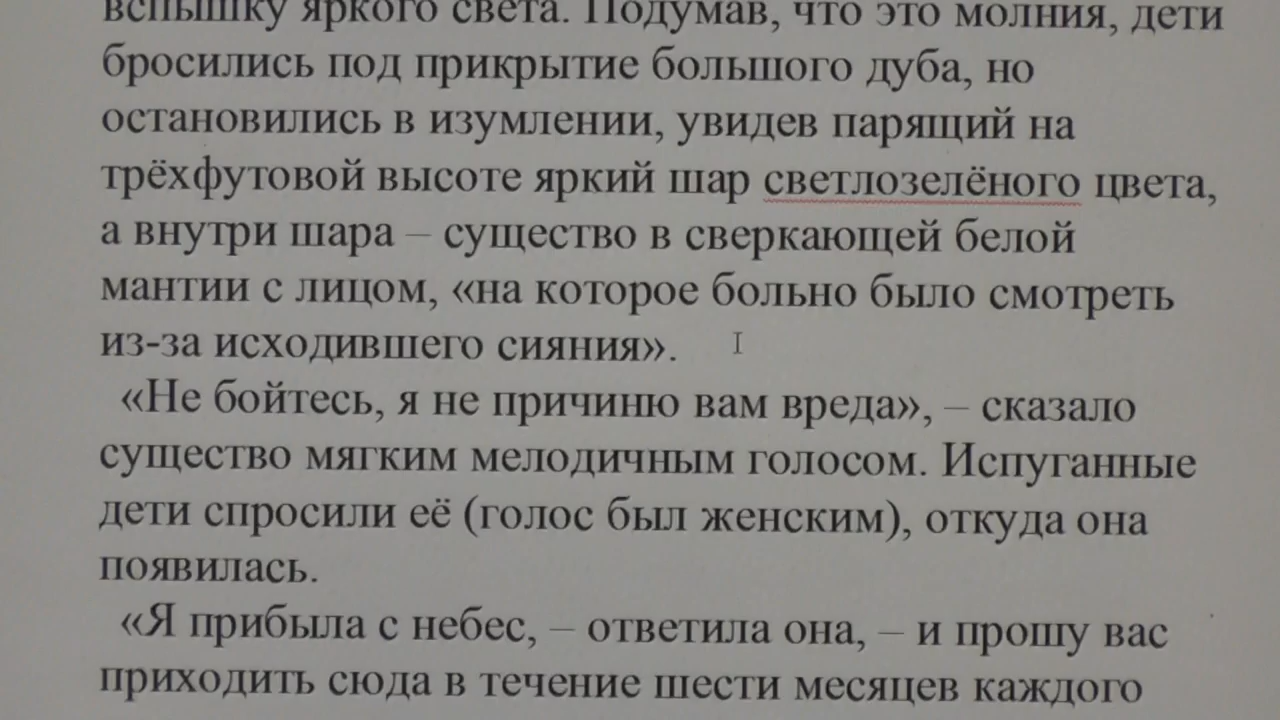 вспышку яркого света. Подумав, что это молния, дети
бросились под прикрытие большого дуба, но
остановились в изумлении, увидев парящий на
трёхфутовой высоте яркий шар светлозелёного цвета,
а внутри шара – существо в сверкающей белой
мантии с лицом, «на которое больно было смотреть
из-за исходившего сияния».
«Не бойтесь, я не причиню вам вреда», – сказало
существо мягким мелодичным голосом. Испуганные
дети спросили её (голос был женским), откуда она
появилась.
«Я прибыла с небес, – ответила она, – и прошу вас
приходить сюда в течение шести месяцев каждого